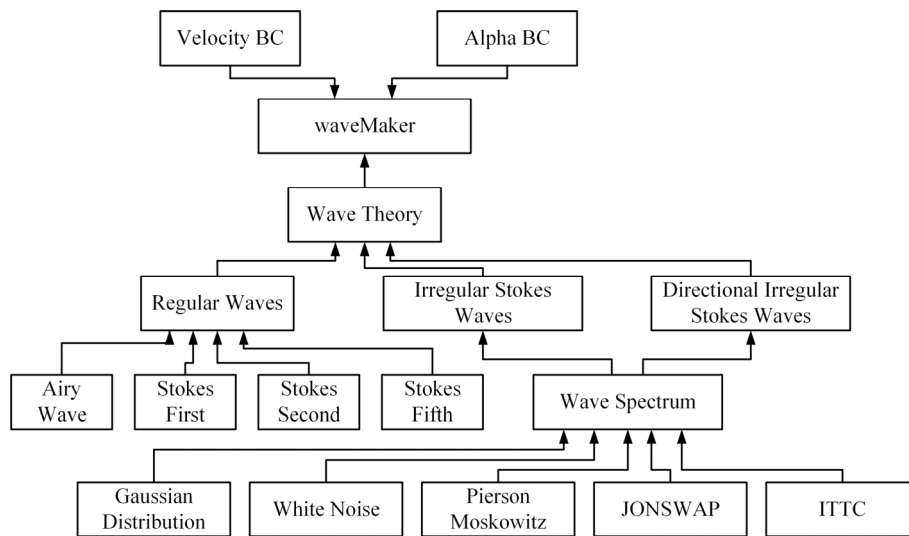 Velocity BC
Alpha BC
waveMaker
Wave Theory
Regular Waves
Irregular Stokes
Waves
Directional Irregular
Stokes Waves
Airy
Wave
Stokes
First
Stokes
Second
Stokes
Fifth
Wave Spectrum
Gaussian
Distribution
White Noise
Pierson
Moskowitz
JONSWAP
ITTC